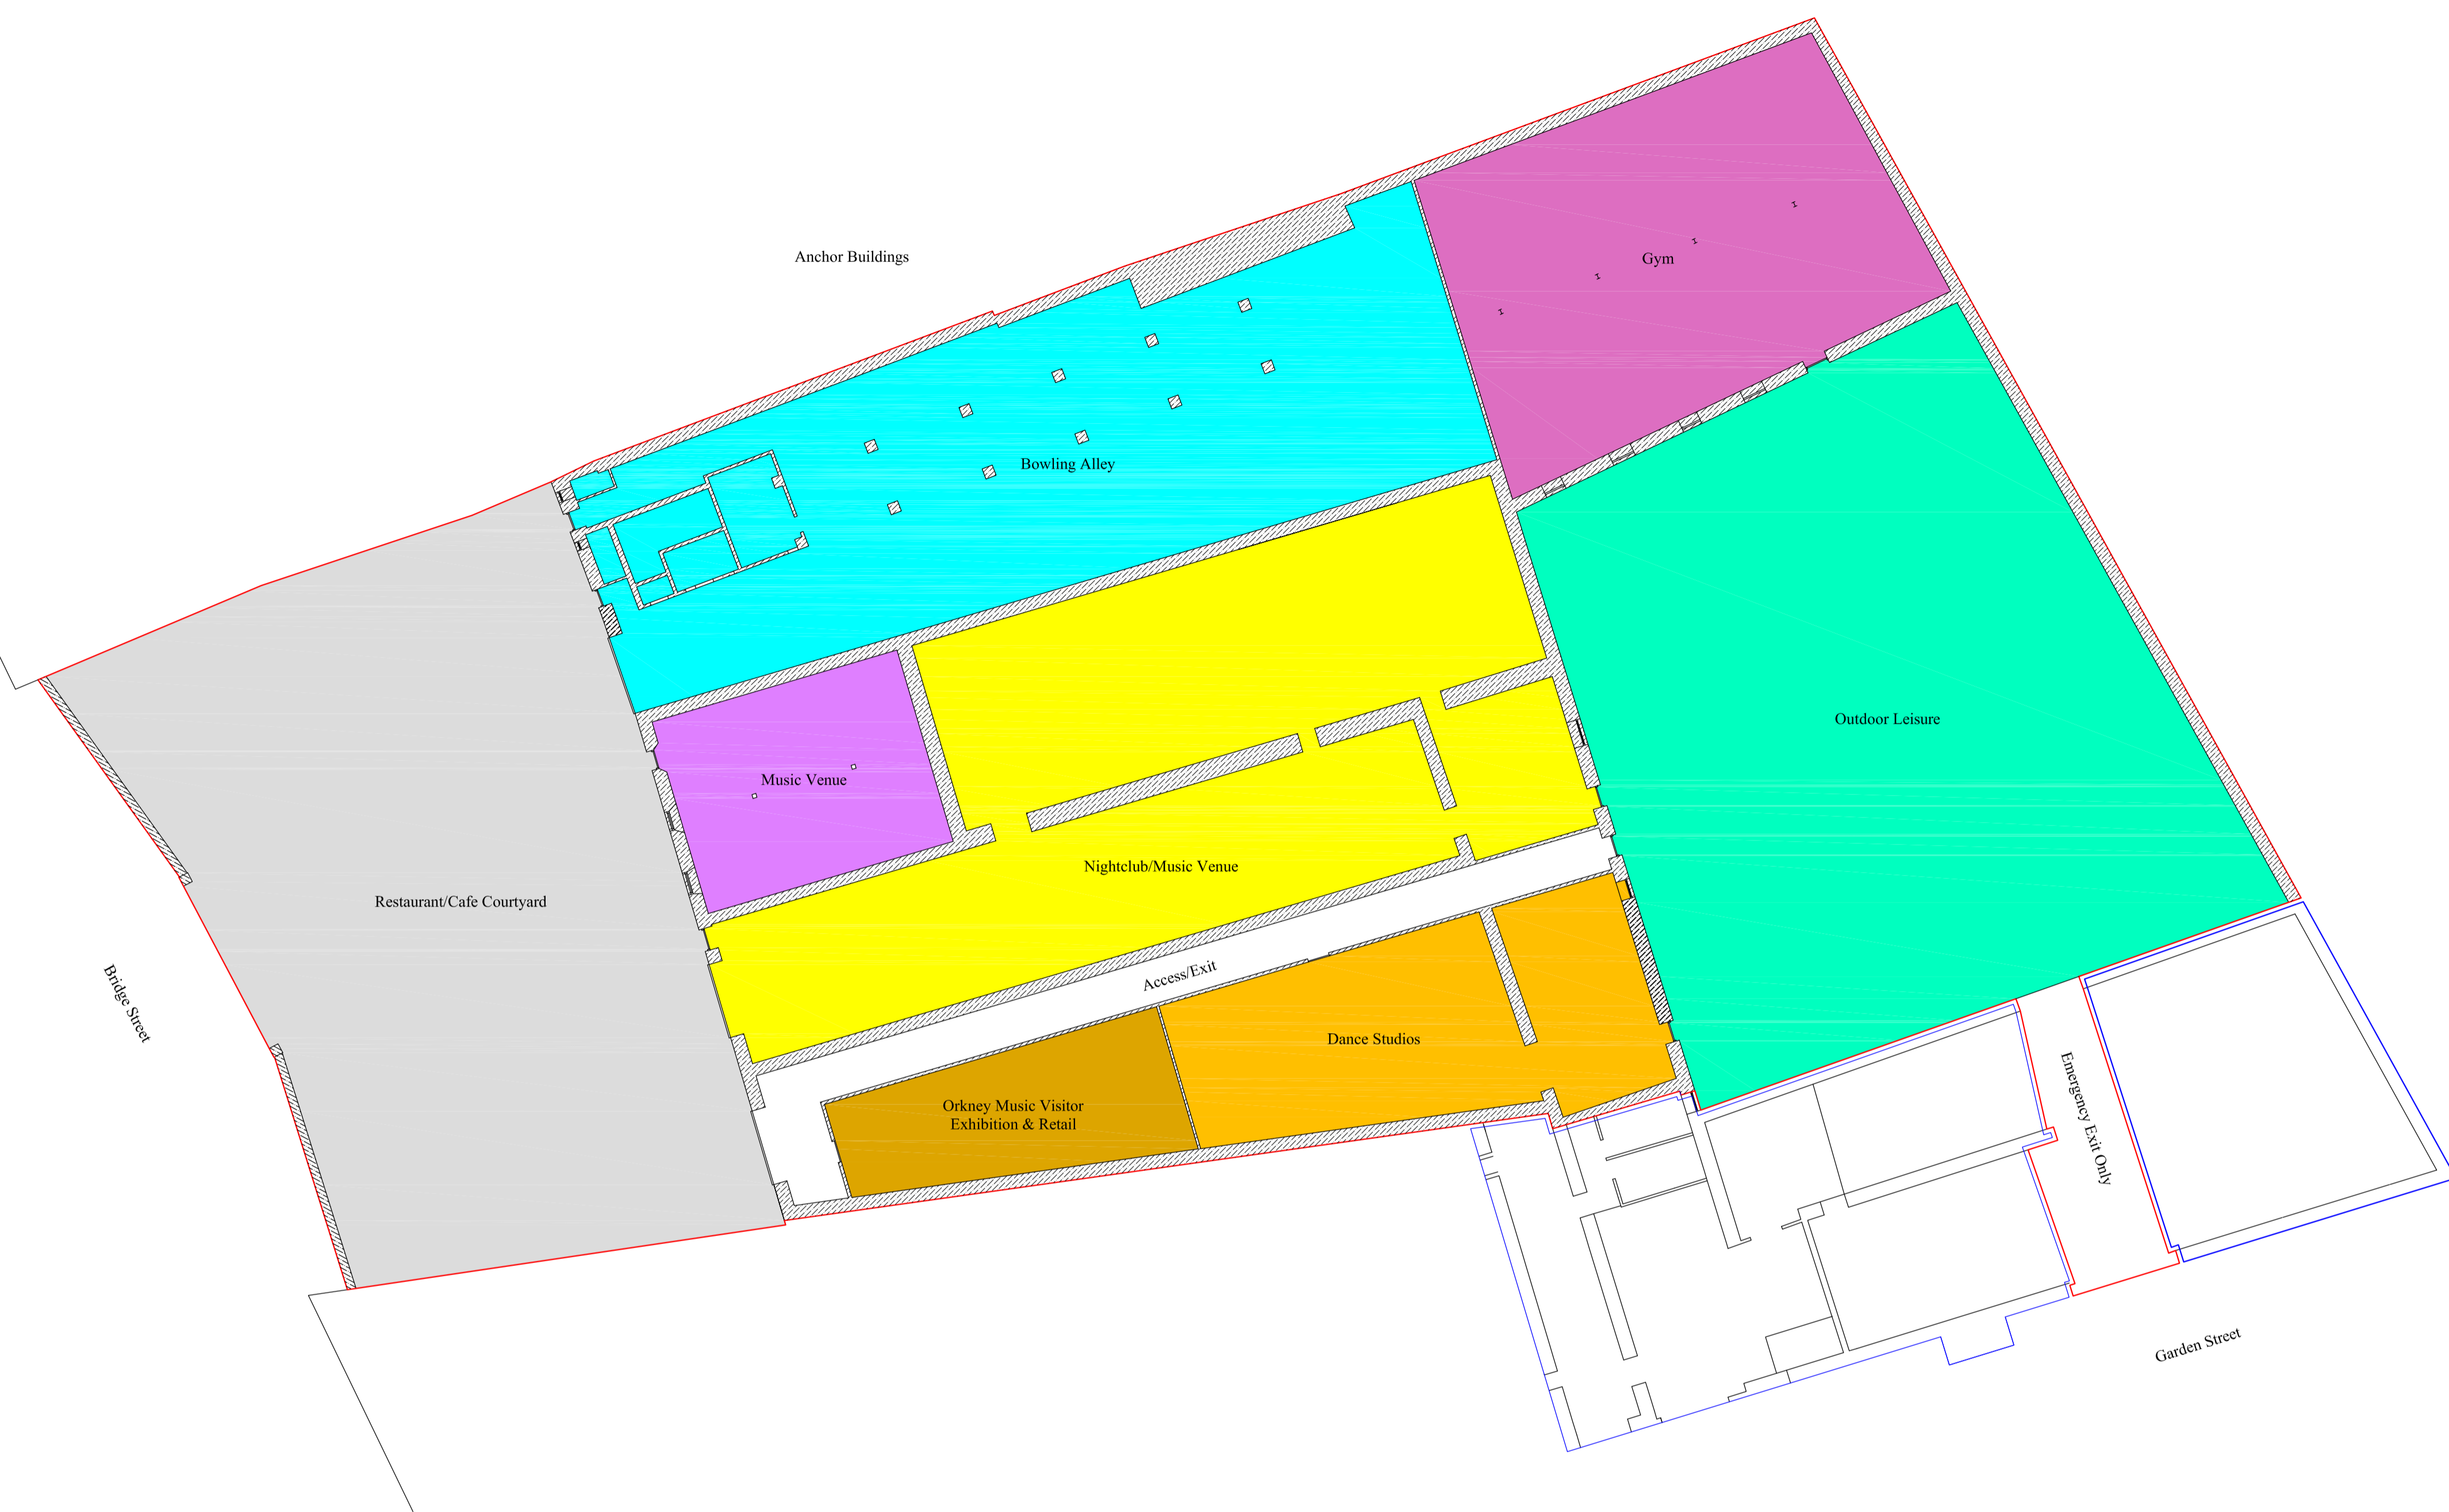 Anchor Buildings
Gym
Bowling Alley
Outdoor Leisure
Music Venue
Nightclub/Music Venue
Restaurant/Cafe Courtyard
Access/Exit
Bridge Street
Dance Studios
Orkney Music Visitor
Exhibition & Retail
Emergency Exit Only
Garden Street